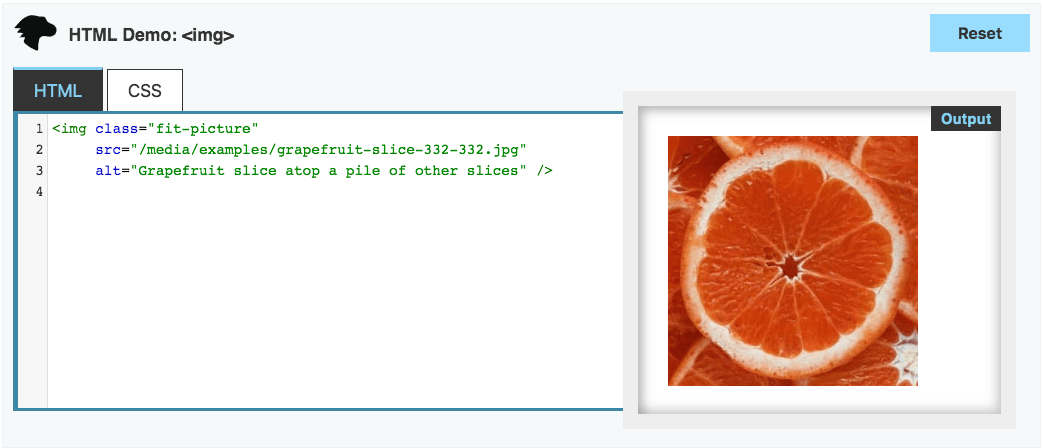 HTML Demo: <img>
Reset
HTML
CSS
1 <img class="fit-picture"
2      src="/media/examples/grapefruit-slice-332-332.jpg"
3      alt="Grapefruit slice atop a pile of other slices" />
4
Output